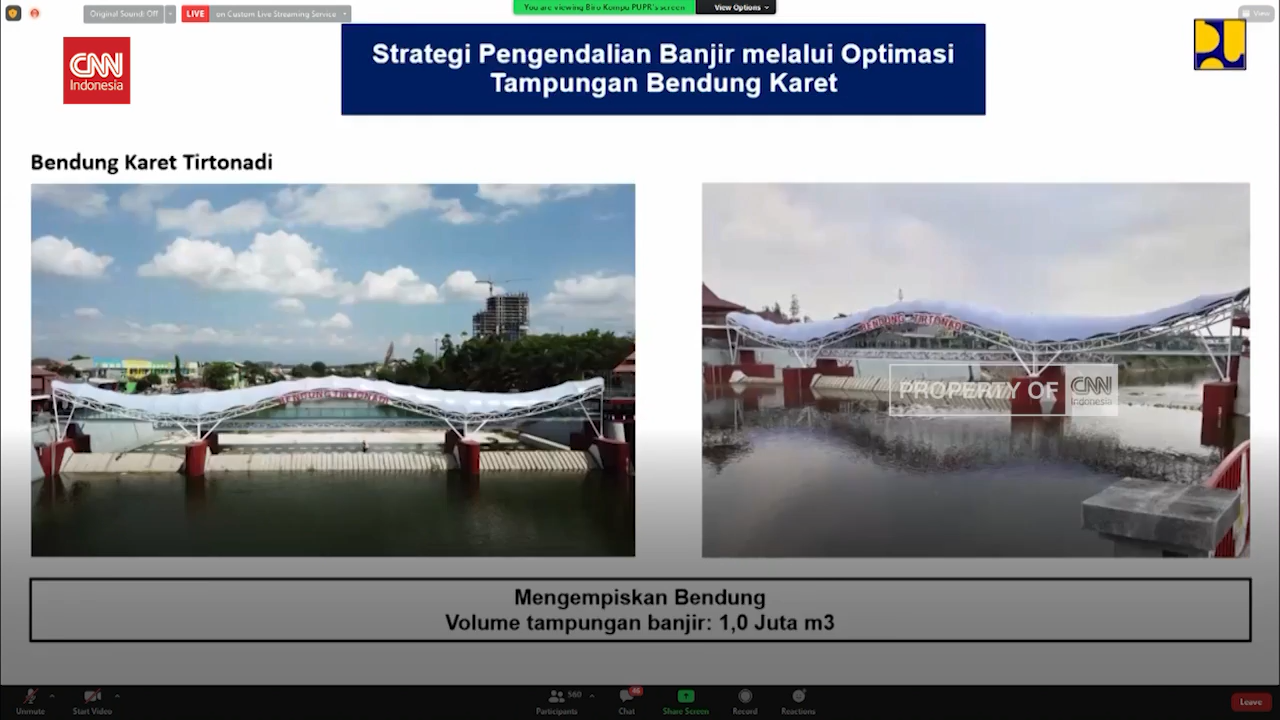 Original Sound: Off
LIVE on Custom Live Streaming Service
You are viewing Biro Kompu PUPR's screen
View Options
View
CNN
Indonesia
Strategi Pengendalian Banjir melalui Optimasi
Tampungan Bendung Karet
Bendung Karet Tirtonadi
BENDUNG TIRTONADI
BENDUNG TIRTONADI
PROPERTY OF CNN
Indonesia
Mengempiskan Bendung
Volume tampungan banjir: 1,0 Juta m3
560
46
Unmute
Start Video
Participants
Chat
Share Screen
Record
Reactions
Leave